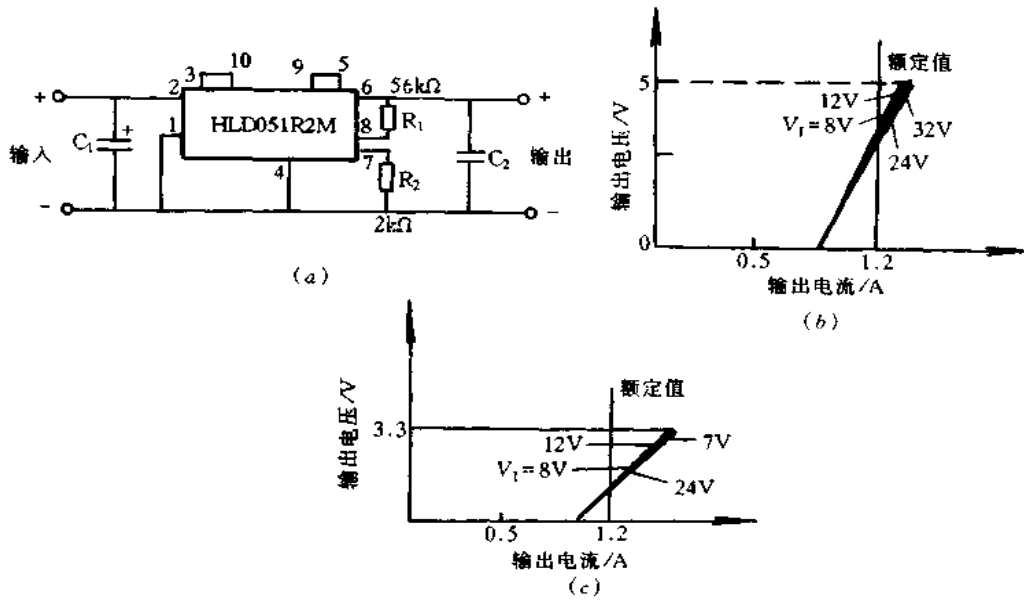 3 10 9 5
+ 2 6 56kΩ +
1 HLD051R2M 8 R₁
C₁ +
输入 7 C₂ 输出
4 R₂
− 2kΩ −
(a)
额定值
5
12V
V_I=8V 32V
24V
输出电压/V
0
0.5 1.2
输出电流/A
(b)
额定值
3.3
12V 7V
V_I=8V 24V
输出电压/V
0.5 1.2
输出电流/A
(c)